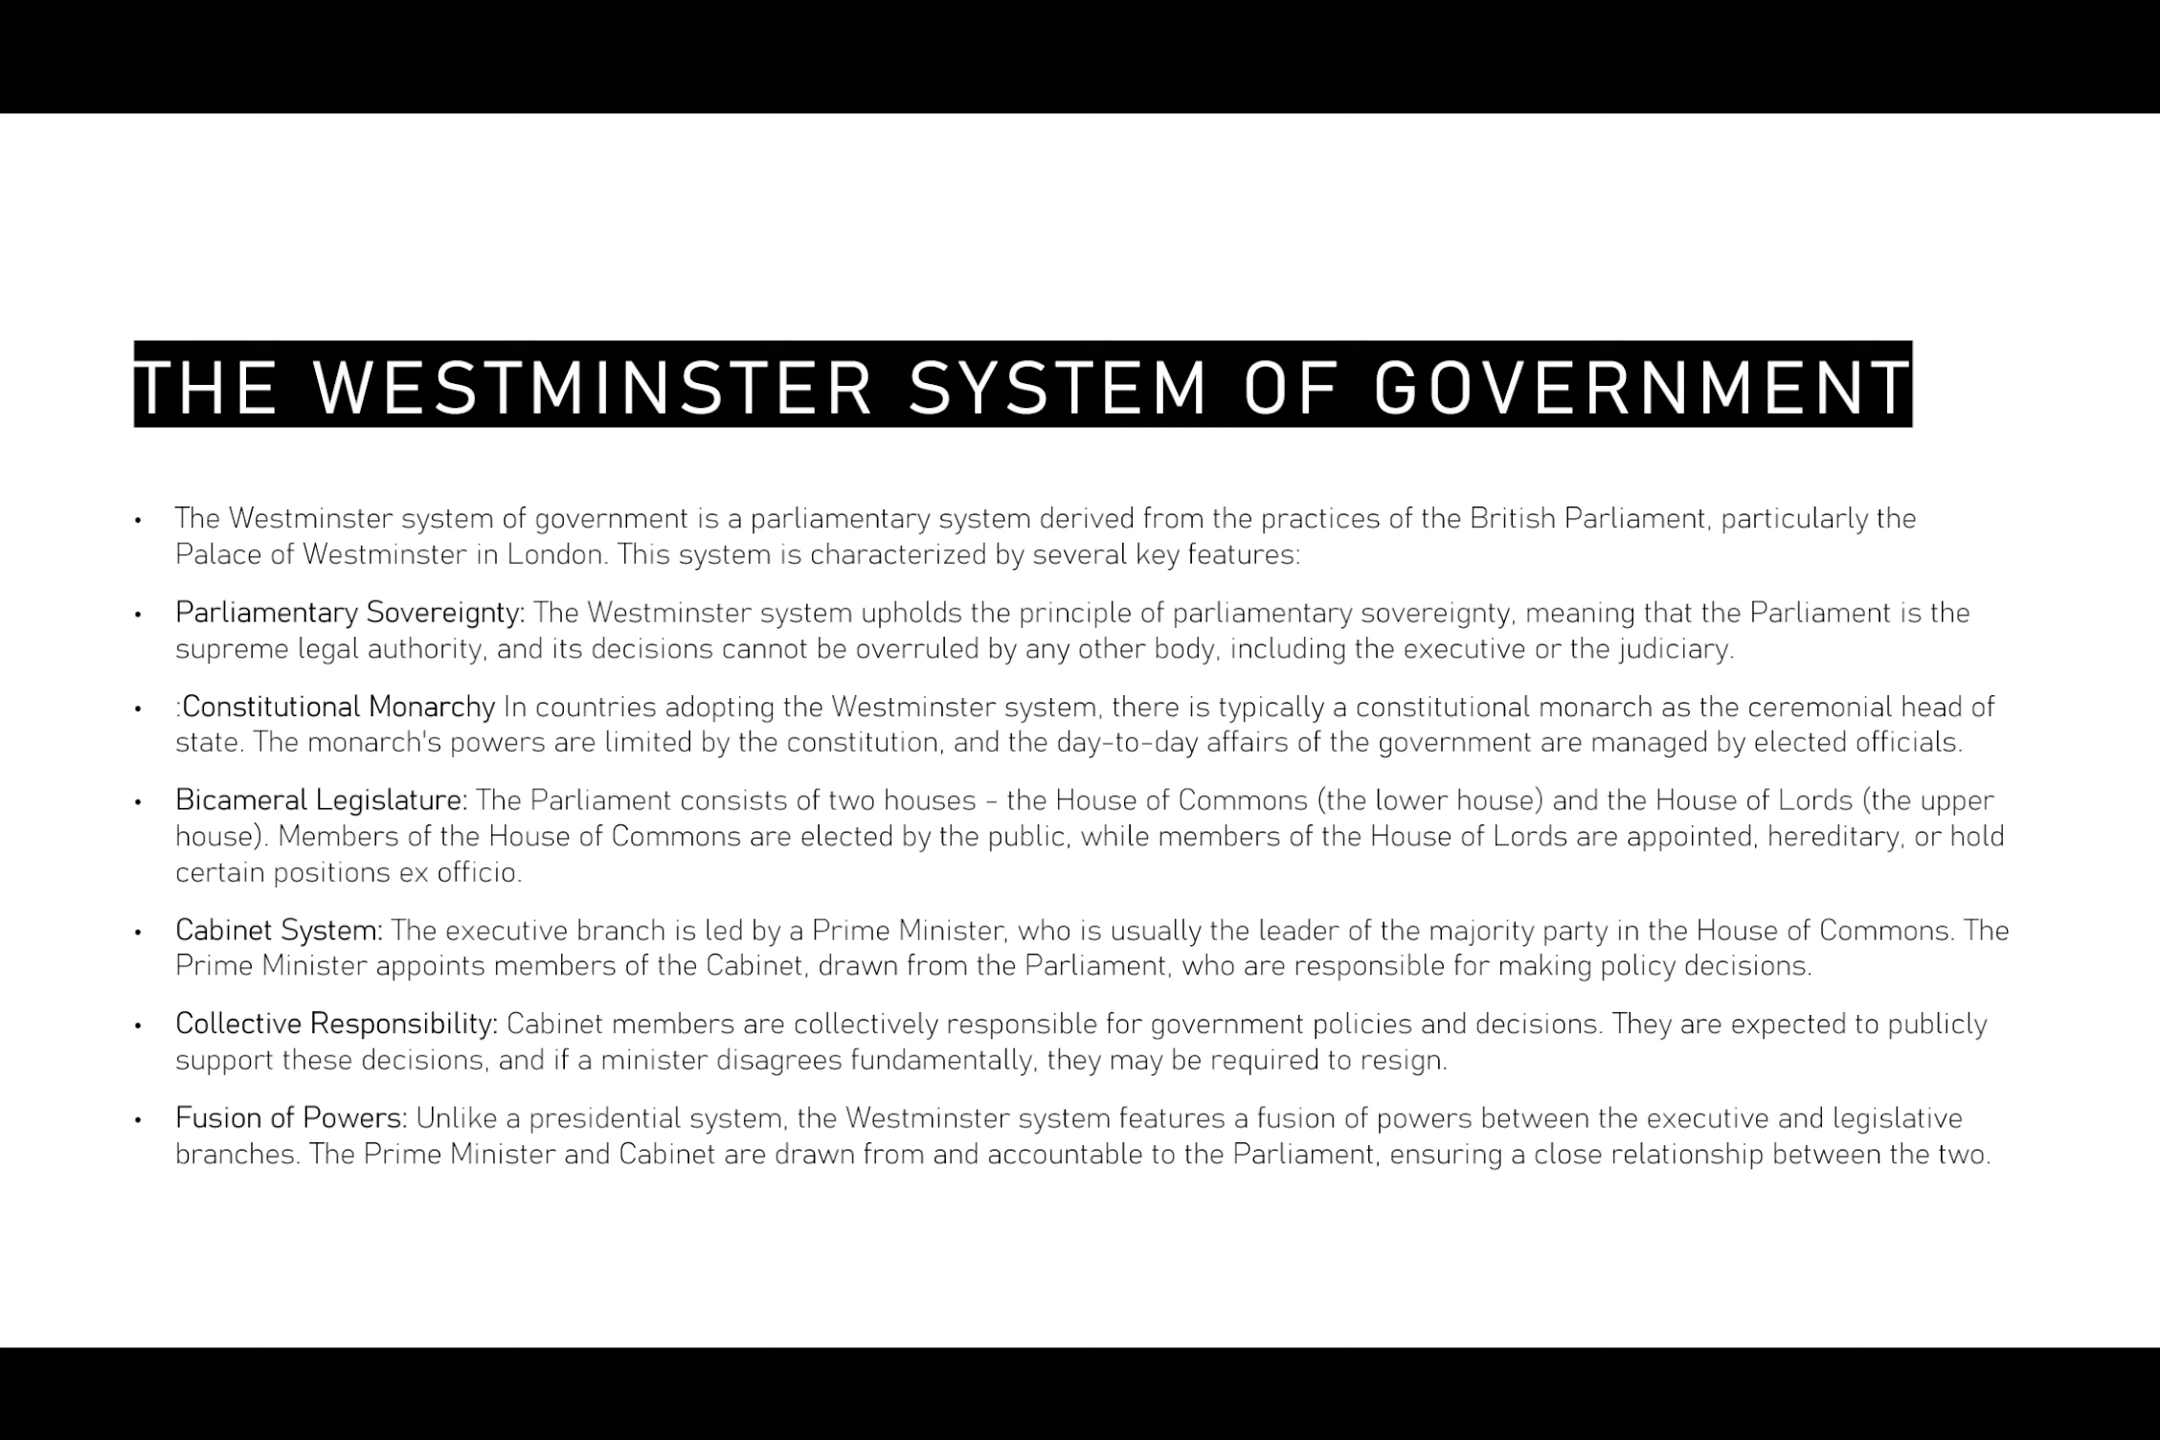 THE WESTMINSTER SYSTEM OF GOVERNMENT
• The Westminster system of government is a parliamentary system derived from the practices of the British Parliament, particularly the
Palace of Westminster in London. This system is characterized by several key features:
• Parliamentary Sovereignty: The Westminster system upholds the principle of parliamentary sovereignty, meaning that the Parliament is the
supreme legal authority, and its decisions cannot be overruled by any other body, including the executive or the judiciary.
• :Constitutional Monarchy In countries adopting the Westminster system, there is typically a constitutional monarch as the ceremonial head of
state. The monarch's powers are limited by the constitution, and the day-to-day affairs of the government are managed by elected officials.
• Bicameral Legislature: The Parliament consists of two houses - the House of Commons (the lower house) and the House of Lords (the upper
house). Members of the House of Commons are elected by the public, while members of the House of Lords are appointed, hereditary, or hold
certain positions ex officio.
• Cabinet System: The executive branch is led by a Prime Minister, who is usually the leader of the majority party in the House of Commons. The
Prime Minister appoints members of the Cabinet, drawn from the Parliament, who are responsible for making policy decisions.
• Collective Responsibility: Cabinet members are collectively responsible for government policies and decisions. They are expected to publicly
support these decisions, and if a minister disagrees fundamentally, they may be required to resign.
• Fusion of Powers: Unlike a presidential system, the Westminster system features a fusion of powers between the executive and legislative
branches. The Prime Minister and Cabinet are drawn from and accountable to the Parliament, ensuring a close relationship between the two.